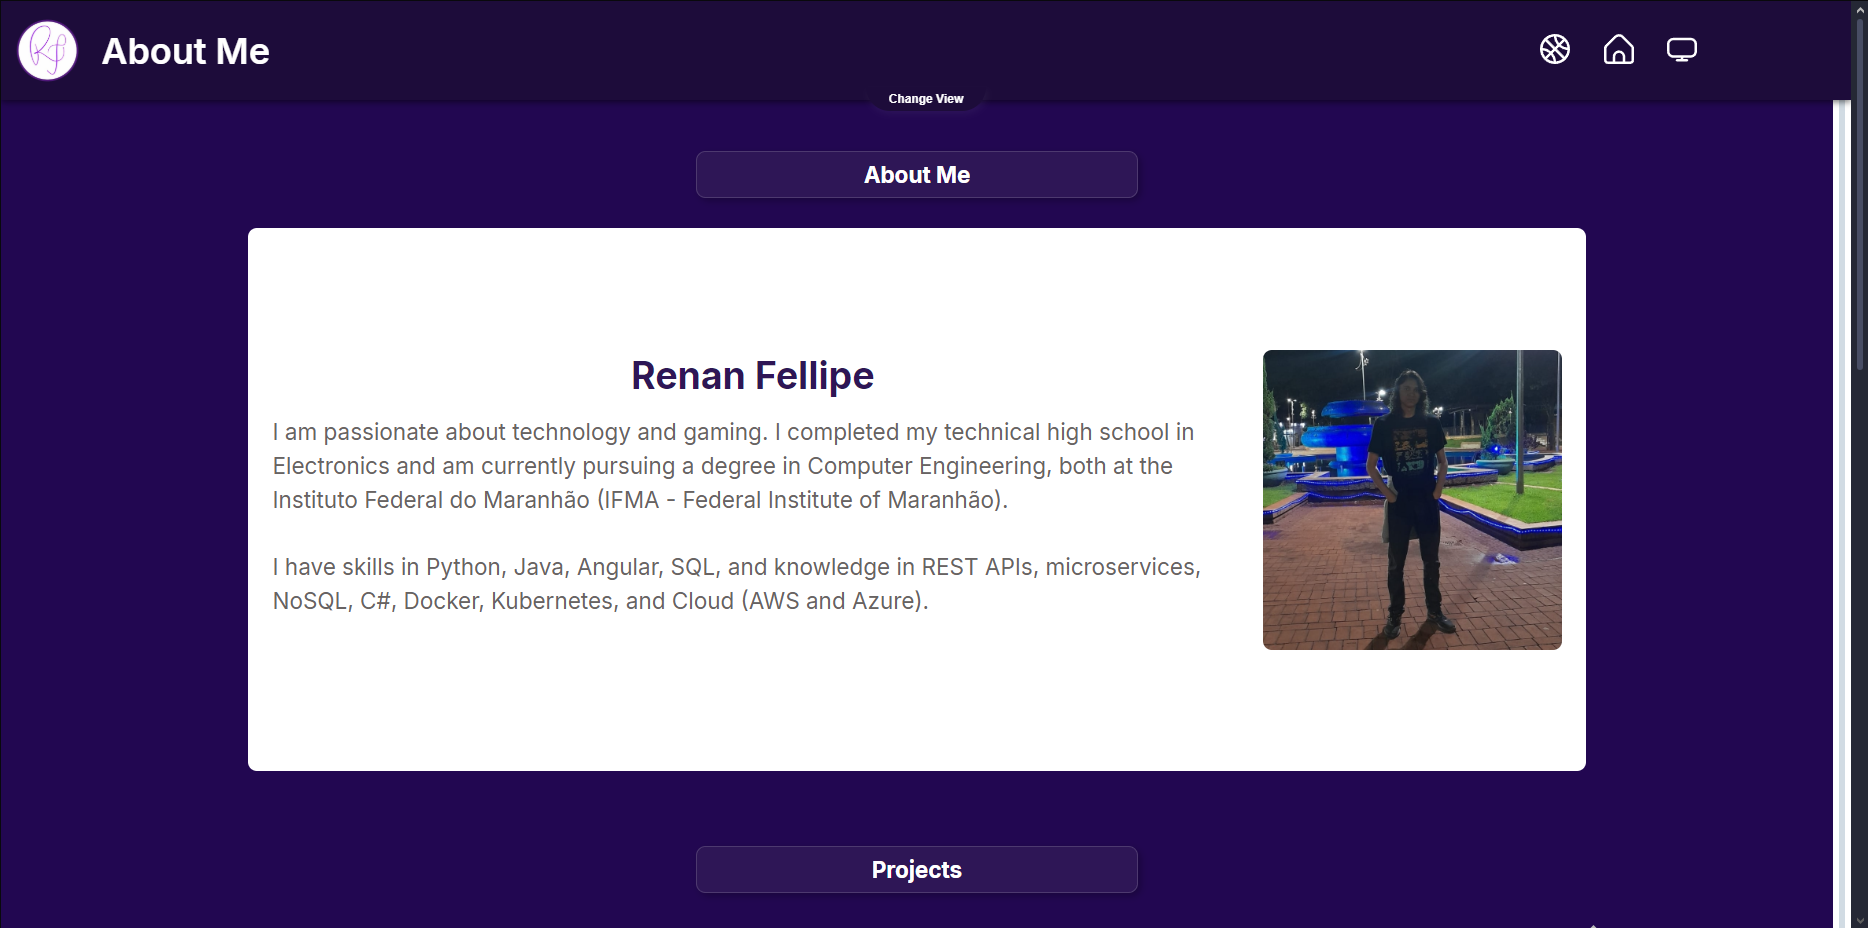 Rf
About Me
Change View
About Me
Renan Fellipe
I am passionate about technology and gaming. I completed my technical high school in
Electronics and am currently pursuing a degree in Computer Engineering, both at the
Instituto Federal do Maranhão (IFMA - Federal Institute of Maranhão).
I have skills in Python, Java, Angular, SQL, and knowledge in REST APIs, microservices,
NoSQL, C#, Docker, Kubernetes, and Cloud (AWS and Azure).
Projects